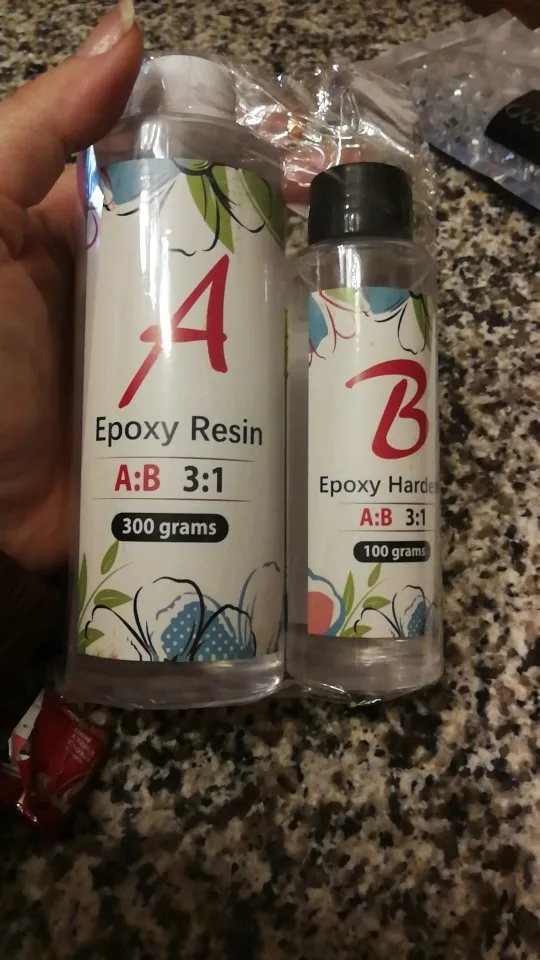 A
Epoxy Resin
A:B 3:1
300 grams
B
Epoxy Harde
A:B 3:1
100 grams